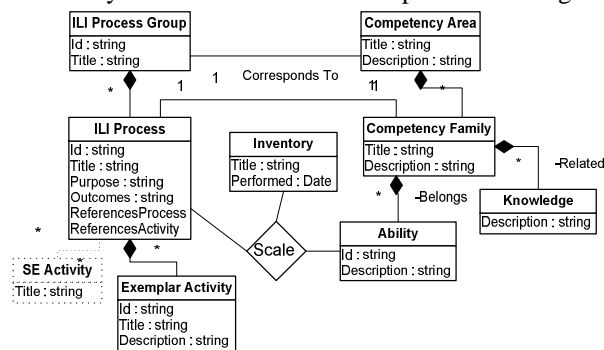 ILI Process Group
Id : string
Title : string
Competency Area
Title : string
Description : string
*
1
1
Corresponds To
11
*
ILI Process
Id : string
Title : string
Purpose : string
Outcomes : string
ReferencesProcess
ReferencesActivity
Inventory
Title : string
Performed : Date
Competency Family
Title : string
Description : string
*
-Related
*
-Belongs
Knowledge
Description : string
*
*
*
SE Activity
Title : string
Scale
Ability
Id : string
Description : string
Exemplar Activity
Id : string
Title : string
Description : string